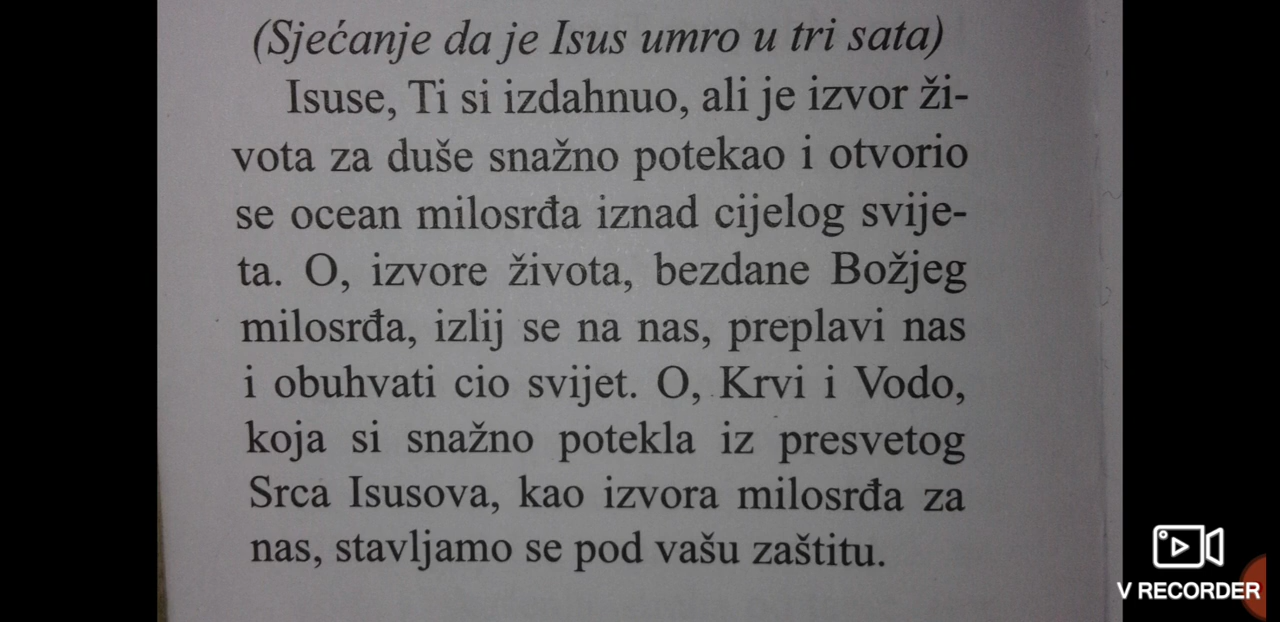 (Sjećanje da je Isus umro u tri sata)
Isuse, Ti si izdahnuo, ali je izvor ži-
vota za duše snažno potekao i otvorio
se ocean milosrđa iznad cijelog svije-
ta. O, izvore života, bezdane Božjeg
milosrđa, izlij se na nas, preplavi nas
i obuhvati cio svijet. O, Krvi i Vodo,
koja si snažno potekla iz presvetog
Srca Isusova, kao izvora milosrđa za
nas, stavljamo se pod vašu zaštitu.
V RECORDER